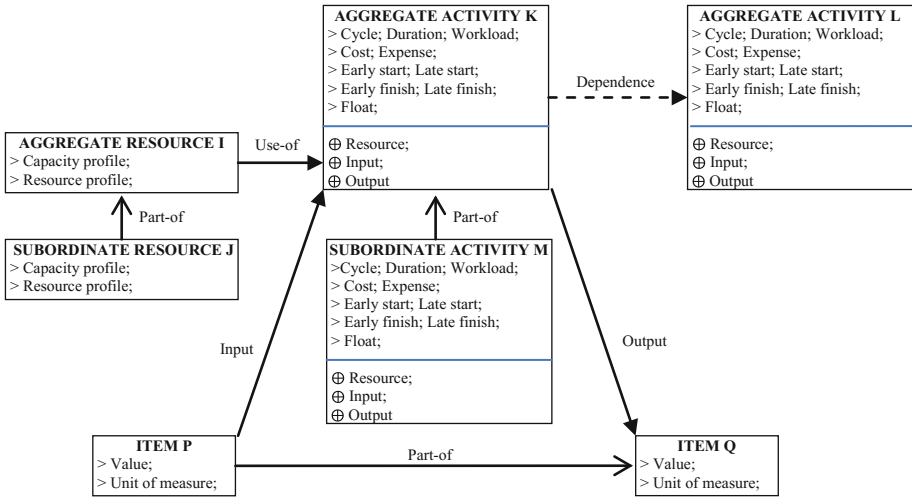 AGGREGATE ACTIVITY K
> Cycle; Duration; Workload;
> Cost; Expense;
> Early start; Late start;
> Early finish; Late finish;
> Float;
⊕ Resource;
⊕ Input;
⊕ Output
Dependence
AGGREGATE ACTIVITY L
> Cycle; Duration; Workload;
> Cost; Expense;
> Early start; Late start;
> Early finish; Late finish;
> Float;
⊕ Resource;
⊕ Input;
⊕ Output
AGGREGATE RESOURCE I
> Capacity profile;
> Resource profile;
Use-of
Part-of
SUBORDINATE RESOURCE J
> Capacity profile;
> Resource profile;
Part-of
SUBORDINATE ACTIVITY M
>Cycle; Duration; Workload;
> Cost; Expense;
> Early start; Late start;
> Early finish; Late finish;
> Float;
⊕ Resource;
⊕ Input;
⊕ Output
Input
Output
ITEM P
> Value;
> Unit of measure;
Part-of
ITEM Q
> Value;
> Unit of measure;